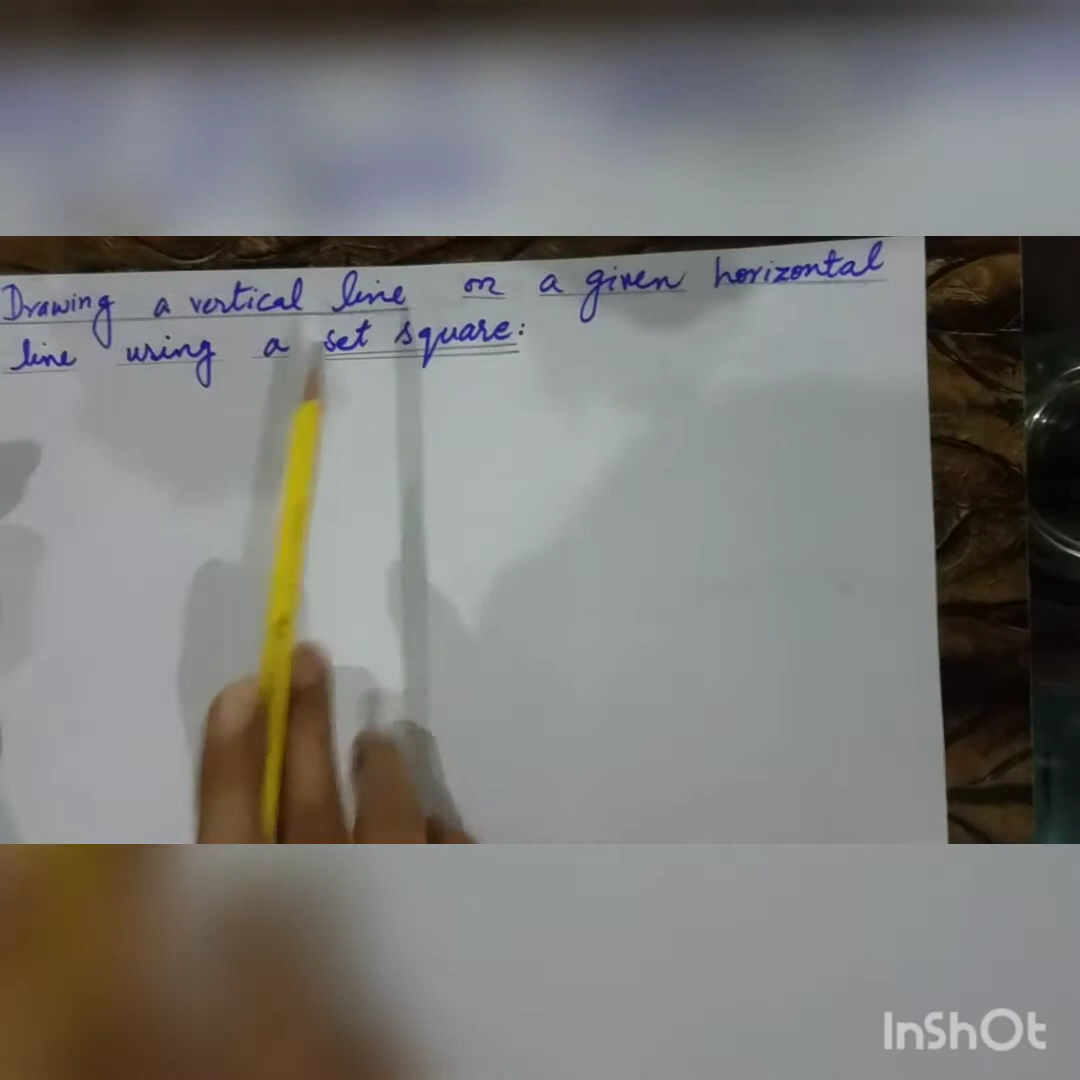 Drawing a vertical line on a given horizontal
line using a set square:
InShOt